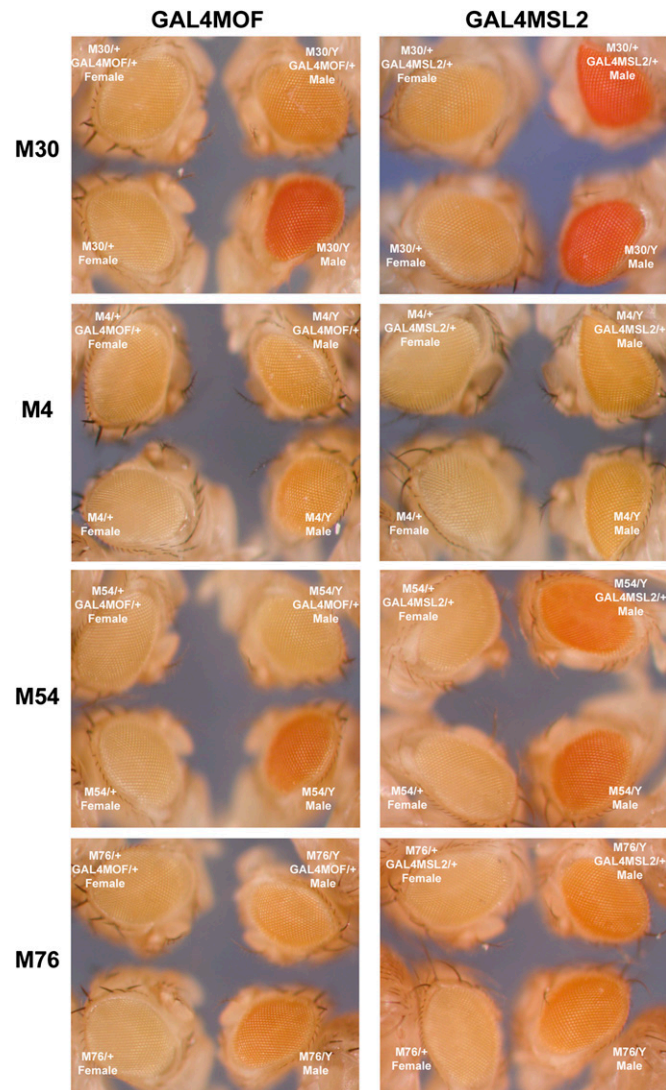 GAL4MOF
GAL4MSL2
M30
M30/+
GAL4MOF/+
Female
M30/Y
GAL4MOF/+
Male
M30/+
Female
M30/Y
Male
M30/+
GAL4MSL2/+
Female
M30/+
GAL4MSL2/+
Male
M30/+
Female
M30/Y
Male
M4
M4/+
GAL4MOF/+
Female
M4/Y
GAL4MOF/+
Male
M4/+
Female
M4/Y
Male
M4/+
GAL4MSL2/+
Female
M4/Y
GAL4MSL2/+
Male
M4/+
Female
M4/Y
Male
M54
M54/+
GAL4MOF/+
Female
M54/Y
GAL4MOF/+
Male
M54/+
Female
M54/Y
Male
M54/+
GAL4MSL2/+
Female
M54/Y
GAL4MSL2/+
Male
M54/+
Female
M54/Y
Male
M76
M76/+
GAL4MOF/+
Female
M76/Y
GAL4MOF/+
Male
M76/+
Female
M76/Y
Male
M76/+
GAL4MSL2/+
Female
M76/Y
GAL4MSL2/+
Male
M76/+
Female
M76/Y
Male